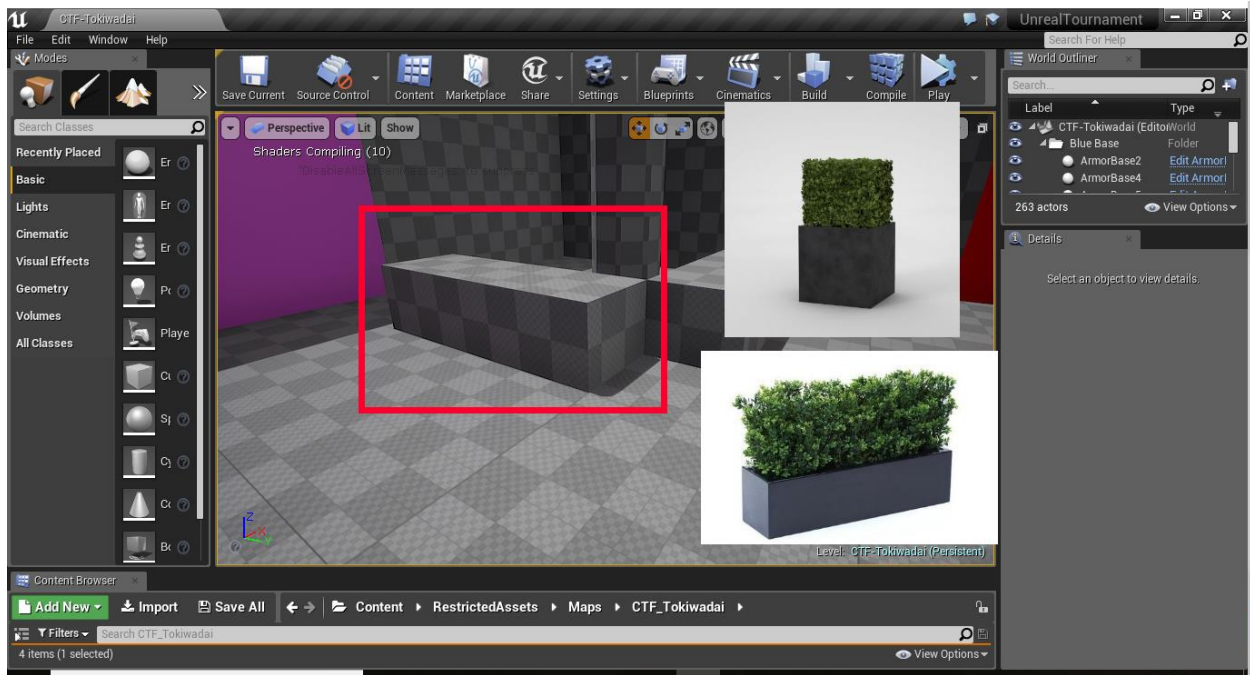 CTF-Tokiwadai
UnrealTournament
File Edit Window Help
Search For Help
Modes
Save Current Source Control Content Marketplace Share Settings Blueprints Cinematics Build Compile Play
World Outliner
Search...
Label Type
CTF-Tokiwadai (Editor World
Blue Base Folder
ArmorBase2 Edit Armor
ArmorBase4 Edit Armor
263 actors View Options
Details
Select an object to view details.
Search Classes
Recently Placed
Basic
Lights
Cinematic
Visual Effects
Geometry
Volumes
All Classes
Er
Er
Er
Playe
Perspective Lit Show
Shaders Compiling (10)
Z
X
Y
Level: CTF-Tokiwadai (Persistent)
Content Browser
Add New Import Save All Content RestrictedAssets Maps CTF_Tokiwadai
Filters Search CTF_Tokiwadai
4 items (1 selected) View Options